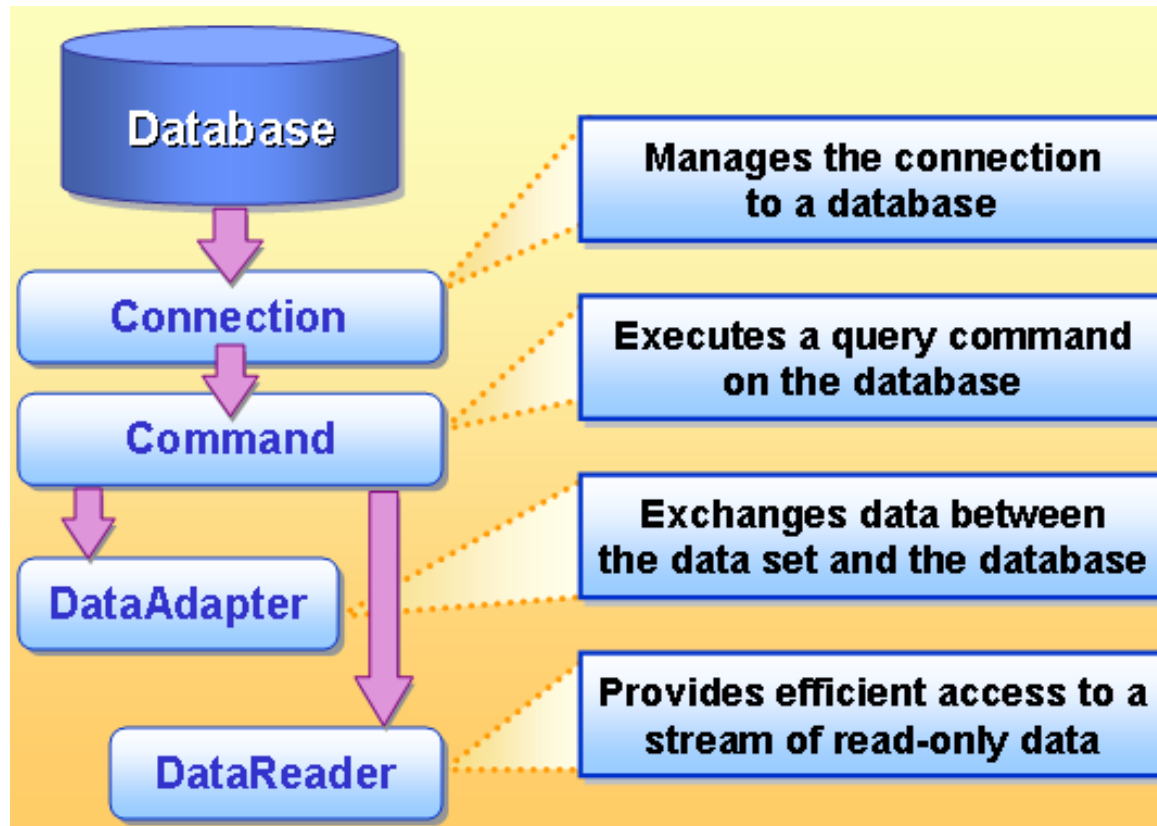 Database
Manages the connection
to a database
Connection
Executes a query command
on the database
Command
Exchanges data between
the data set and the database
DataAdapter
Provides efficient access to a
stream of read-only data
DataReader